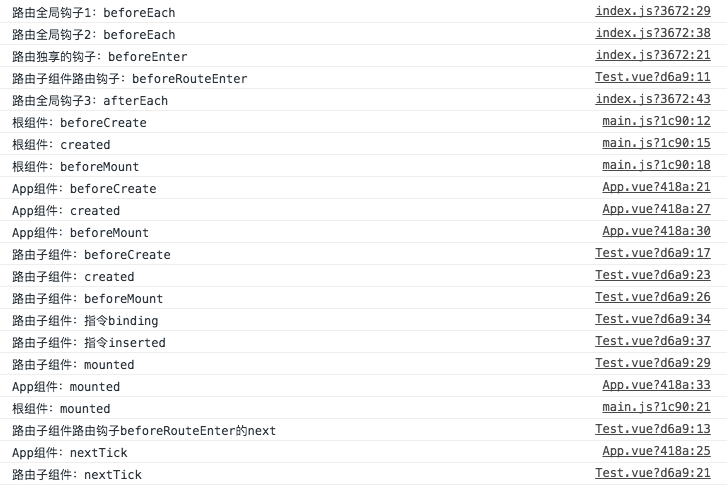 路由全局钩子1：beforeEach index.js?3672:29
路由全局钩子2：beforeEach index.js?3672:38
路由独享的钩子：beforeEnter index.js?3672:21
路由子组件路由钩子：beforeRouteEnter Test.vue?d6a9:11
路由全局钩子3：afterEach index.js?3672:43
根组件：beforeCreate main.js?1c90:12
根组件：created main.js?1c90:15
根组件：beforeMount main.js?1c90:18
App组件：beforeCreate App.vue?418a:21
App组件：created App.vue?418a:27
App组件：beforeMount App.vue?418a:30
路由子组件：beforeCreate Test.vue?d6a9:17
路由子组件：created Test.vue?d6a9:23
路由子组件：beforeMount Test.vue?d6a9:26
路由子组件：指令binding Test.vue?d6a9:34
路由子组件：指令inserted Test.vue?d6a9:37
路由子组件：mounted Test.vue?d6a9:29
App组件：mounted App.vue?418a:33
根组件：mounted main.js?1c90:21
路由子组件路由钩子beforeRouteEnter的next Test.vue?d6a9:13
App组件：nextTick App.vue?418a:25
路由子组件：nextTick Test.vue?d6a9:21